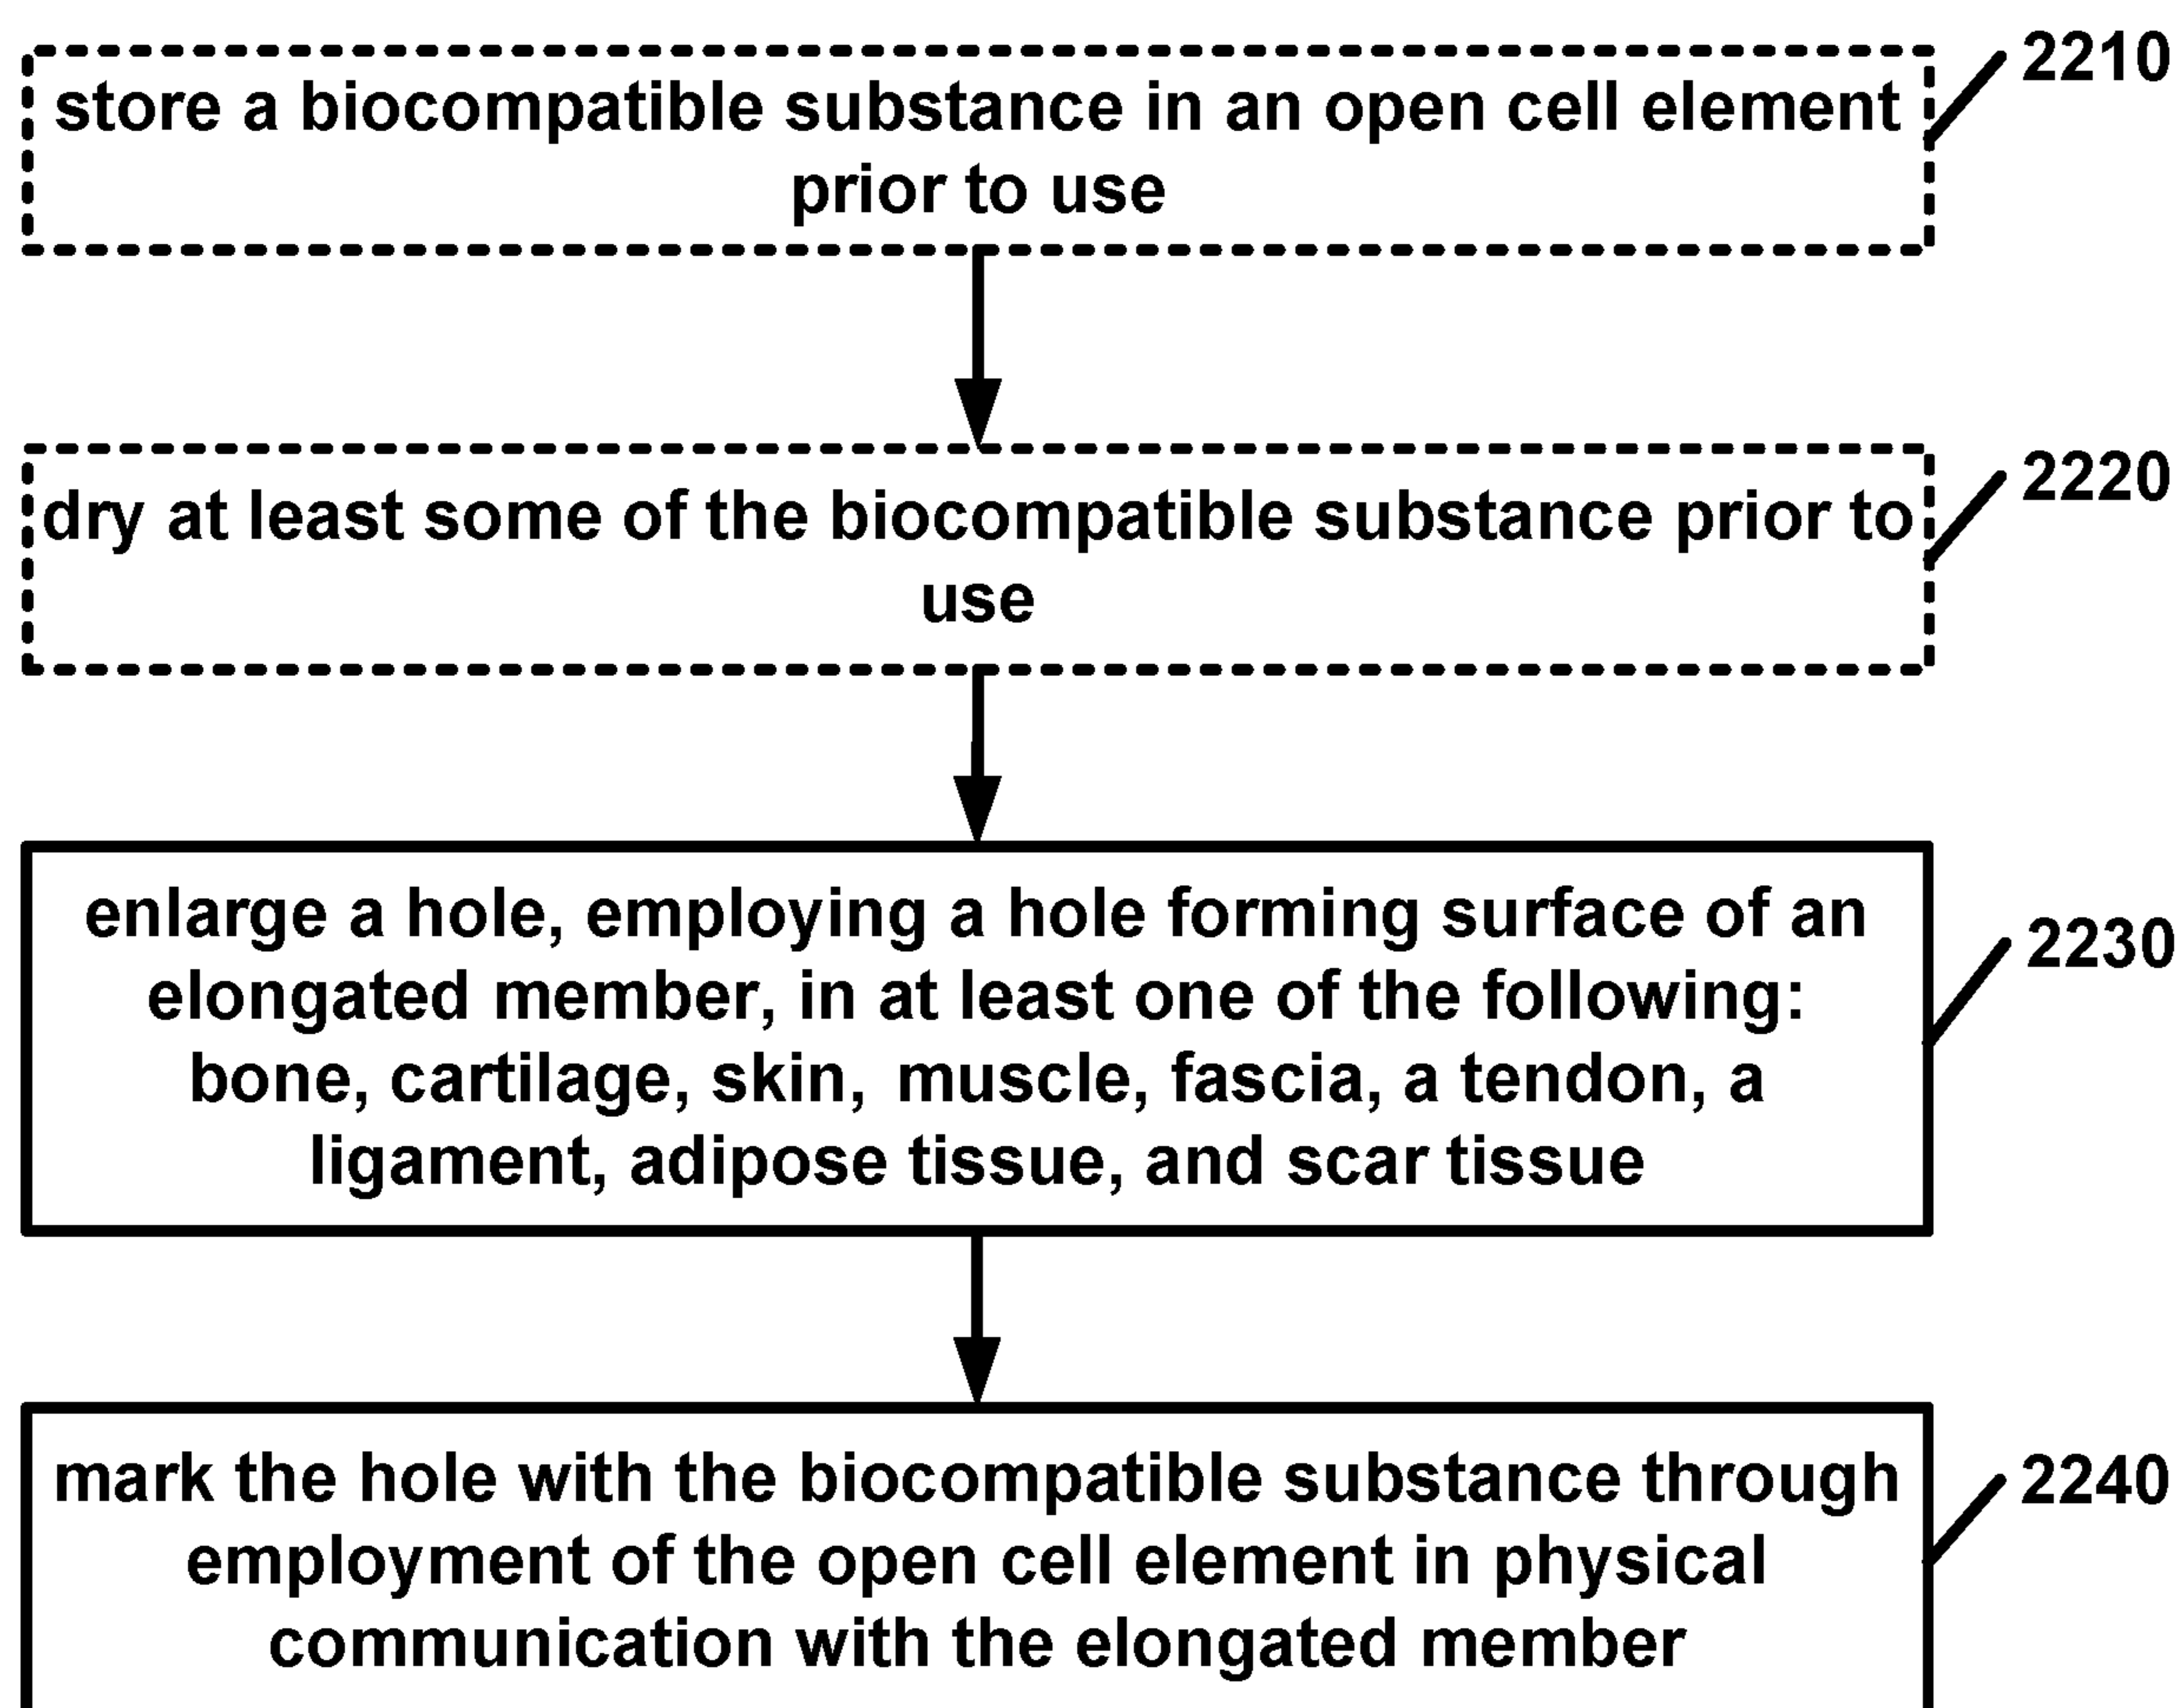 store a biocompatible substance in an open cell element
prior to use
2210
dry at least some of the biocompatible substance prior to
use
2220
enlarge a hole, employing a hole forming surface of an
elongated member, in at least one of the following:
bone, cartilage, skin, muscle, fascia, a tendon, a
ligament, adipose tissue, and scar tissue
2230
mark the hole with the biocompatible substance through
employment of the open cell element in physical
communication with the elongated member
2240